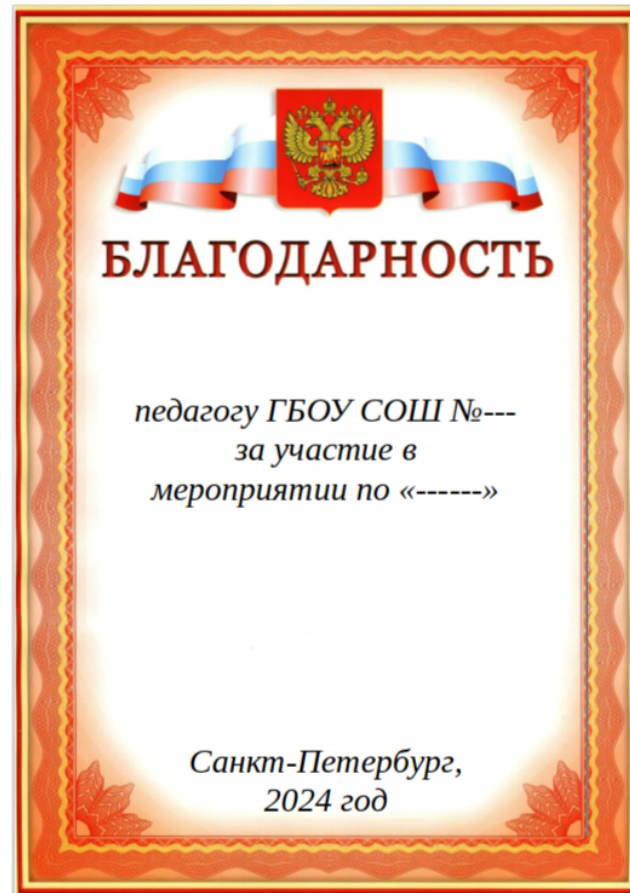 БЛАГОДАРНОСТЬ
педагогу ГБОУ СОШ №---
за участие в
мероприятии по «------»
Санкт-Петербург,
2024 год